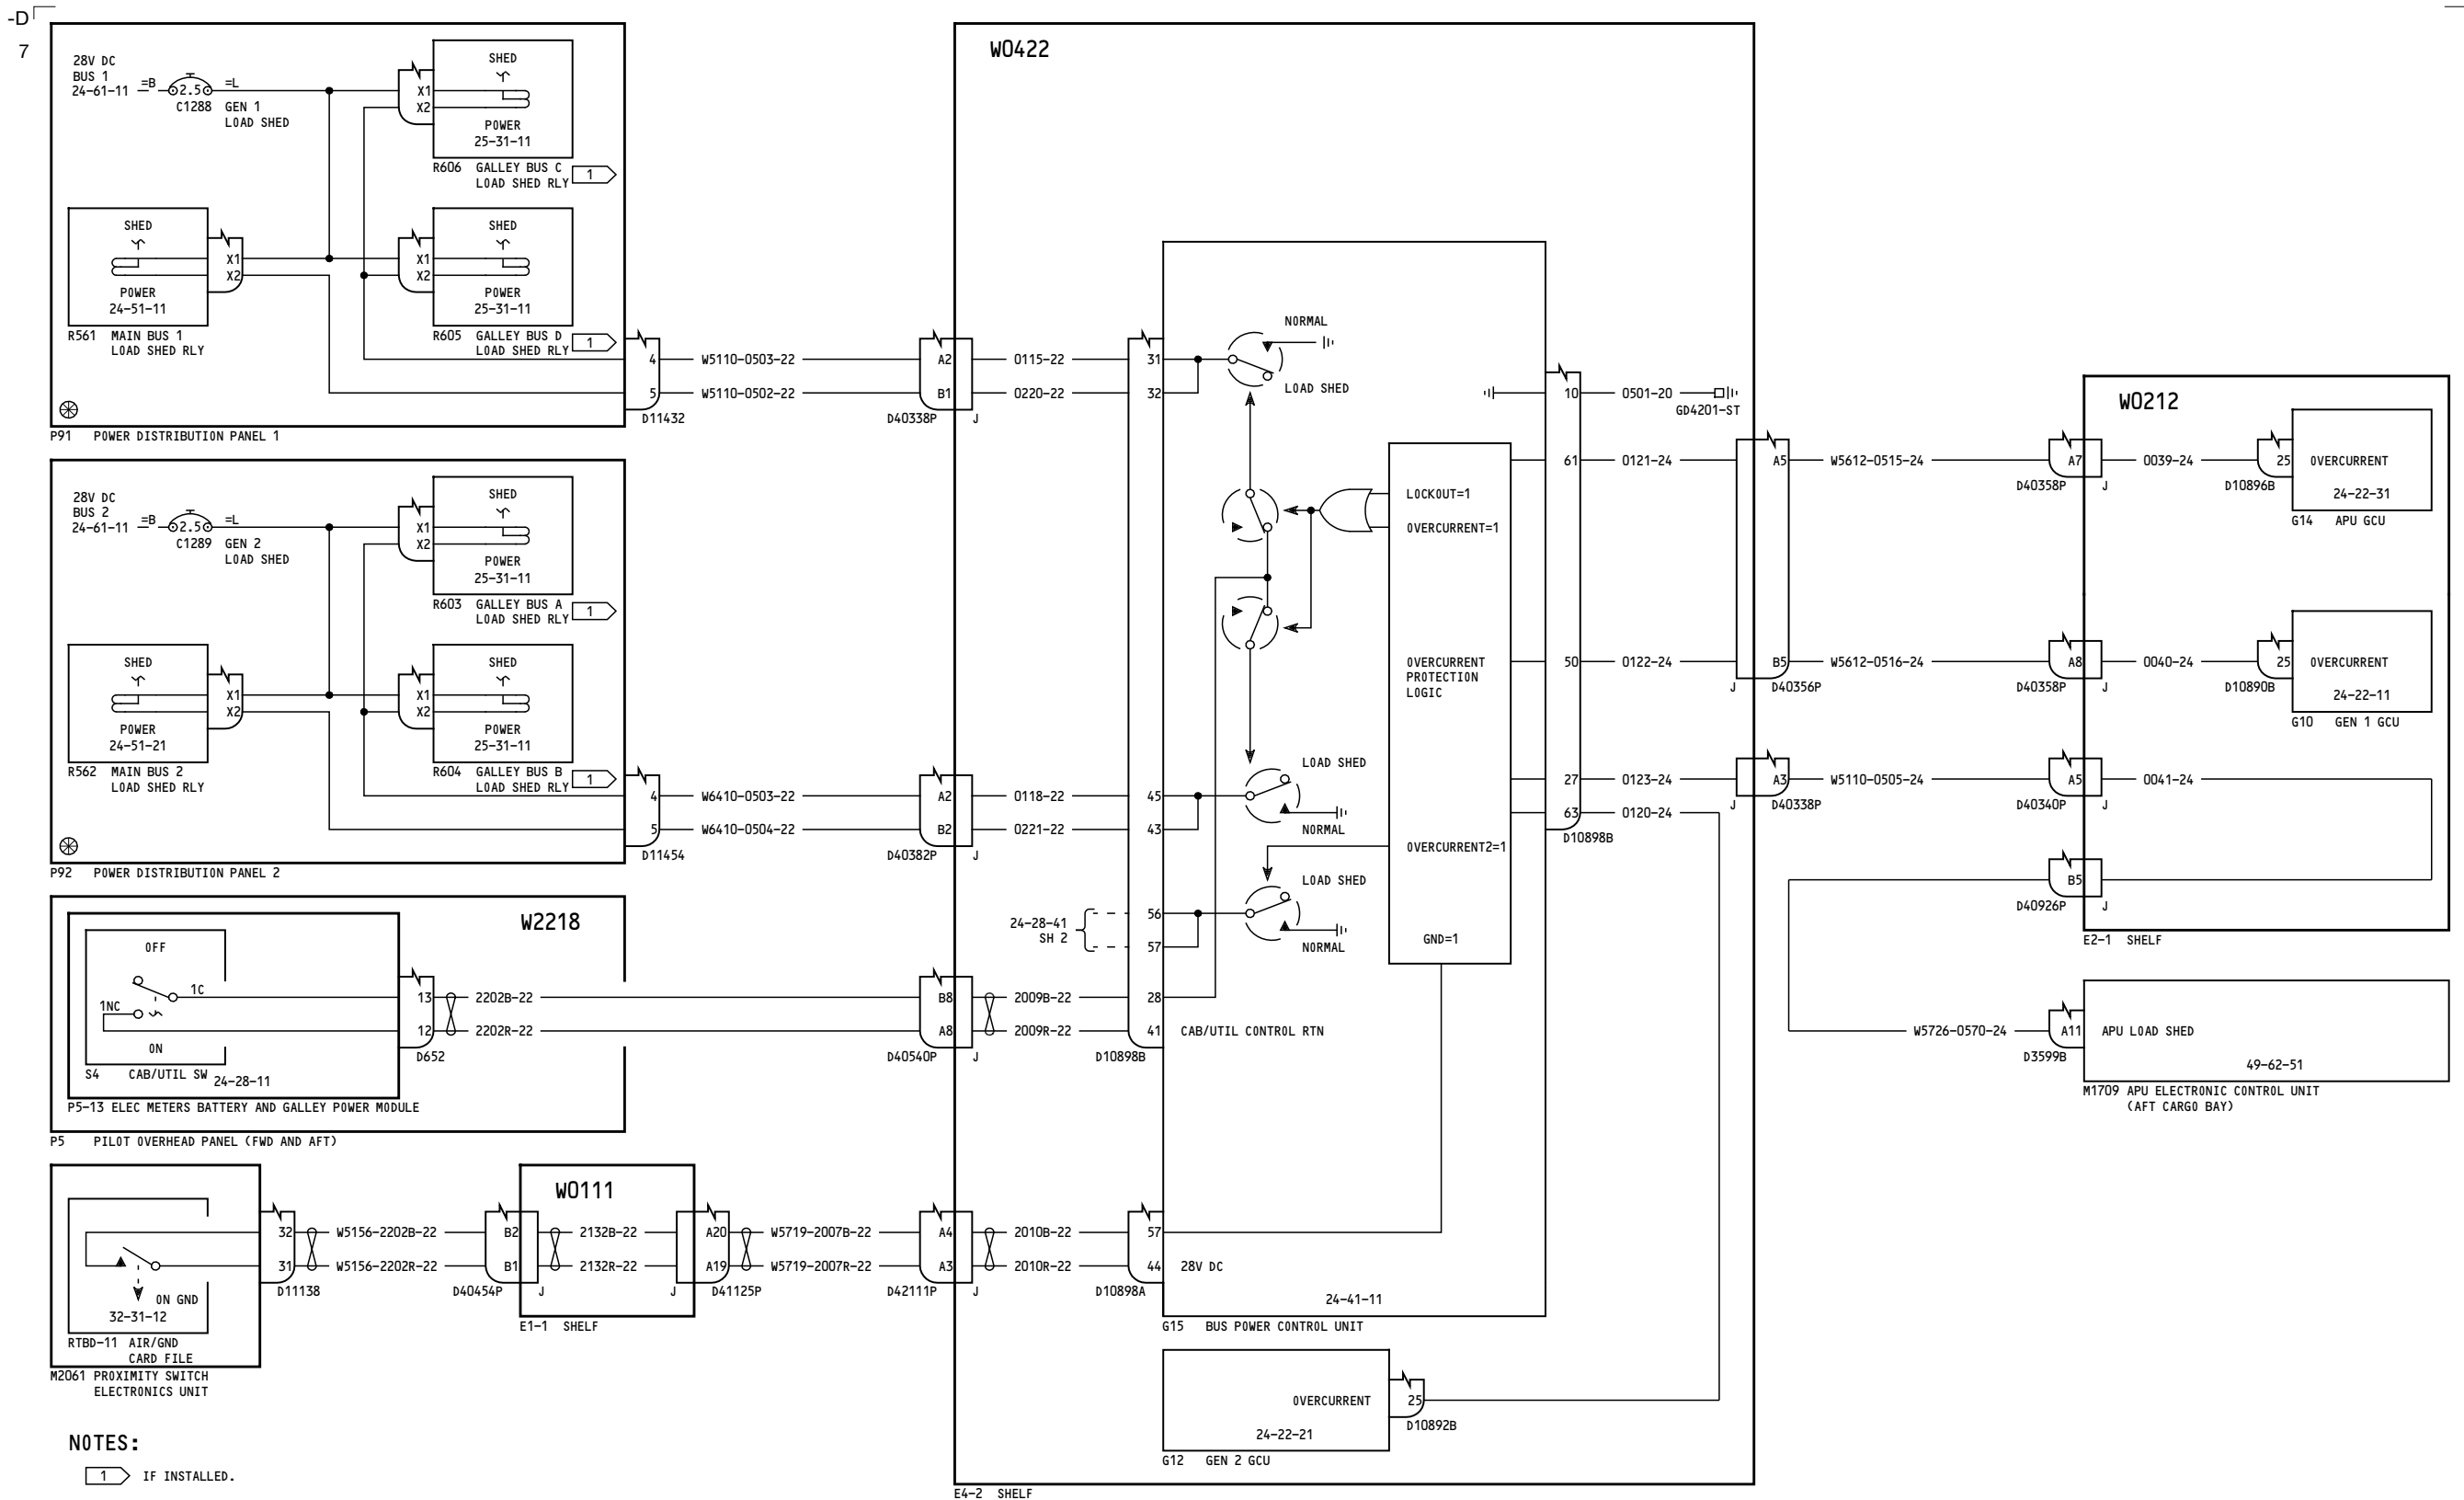 -D
7
28V DC
BUS 1
24-61-11
=B
2.5
=L
C1288
GEN 1
LOAD SHED
SHED
X1
X2
POWER
25-31-11
R606 GALLEY BUS C
LOAD SHED RLY
1
SHED
X1
X2
POWER
24-51-11
R561 MAIN BUS 1
LOAD SHED RLY
SHED
X1
X2
POWER
25-31-11
R605 GALLEY BUS D
LOAD SHED RLY
1
4
5
D11432
P91 POWER DISTRIBUTION PANEL 1
W5110-0503-22
W5110-0502-22
A2
B1
D40338P
J
0115-22
0220-22
28V DC
BUS 2
24-61-11
=B
2.5
=L
C1289
GEN 2
LOAD SHED
SHED
X1
X2
POWER
25-31-11
R603 GALLEY BUS A
LOAD SHED RLY
1
SHED
X1
X2
POWER
24-51-21
R562 MAIN BUS 2
LOAD SHED RLY
SHED
X1
X2
POWER
25-31-11
R604 GALLEY BUS B
LOAD SHED RLY
1
4
5
D11454
P92 POWER DISTRIBUTION PANEL 2
W6410-0503-22
W6410-0504-22
A2
B2
D40382P
J
0118-22
0221-22
W2218
OFF
1C
1NC
ON
S4 CAB/UTIL SW
24-28-11
13
12
D652
P5-13 ELEC METERS BATTERY AND GALLEY POWER MODULE
P5 PILOT OVERHEAD PANEL (FWD AND AFT)
2202B-22
2202R-22
B8
A8
D40540P
J
2009B-22
2009R-22
24-28-41
SH 2
ON GND
32-31-12
RTBD-11 AIR/GND
CARD FILE
M2061 PROXIMITY SWITCH
ELECTRONICS UNIT
32
31
D11138
W5156-2202B-22
W5156-2202R-22
B2
B1
D40454P
J
W0111
2132B-22
2132R-22
E1-1 SHELF
A20
A19
J
D41125P
W5719-2007B-22
W5719-2007R-22
A4
A3
D42111P
J
2010B-22
2010R-22
W0422
31
32
NORMAL
LOAD SHED
45
43
LOAD SHED
NORMAL
56
57
LOAD SHED
NORMAL
28
41
CAB/UTIL CONTROL RTN
D10898B
57
44
28V DC
D10898A
LOCKOUT=1
OVERCURRENT=1
OVERCURRENT
PROTECTION
LOGIC
OVERCURRENT2=1
GND=1
24-41-11
G15 BUS POWER CONTROL UNIT
10
61
50
27
63
D10898B
0501-20
GD4201-ST
0121-24
0122-24
0123-24
0120-24
OVERCURRENT
25
24-22-21
D10892B
G12 GEN 2 GCU
E4-2 SHELF
A5
B5
J
D40356P
A3
J
D40338P
W5612-0515-24
W5612-0516-24
W5110-0505-24
W0212
A7
D40358P
J
0039-24
25
D10896B
OVERCURRENT
24-22-31
G14 APU GCU
A8
D40358P
J
0040-24
25
D10890B
OVERCURRENT
24-22-11
G10 GEN 1 GCU
A5
D40340P
J
0041-24
B5
D40926P
J
E2-1 SHELF
W5726-0570-24
A11
D3599B
APU LOAD SHED
49-62-51
M1709 APU ELECTRONIC CONTROL UNIT
(AFT CARGO BAY)
NOTES:
1 IF INSTALLED.